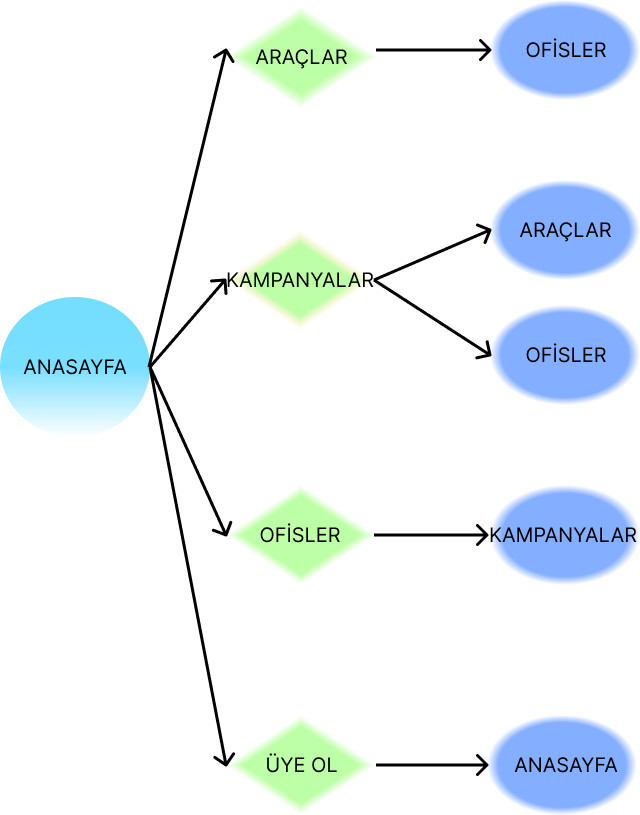 ARAÇLAR
OFİSLER
ARAÇLAR
KAMPANYALAR
OFİSLER
ANASAYFA
OFİSLER
KAMPANYALAR
ÜYE OL
ANASAYFA